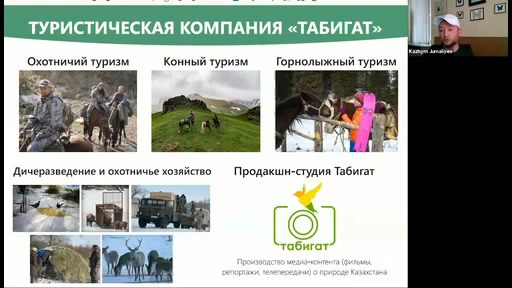 ТУРИСТИЧЕСКАЯ КОМПАНИЯ «ТАБИГАТ»
Охотничий туризм
Конный туризм
Горнолыжный туризм
Дичеразведение и охотничье хозяйство
Продакшн-студия Табигат
табиғат
Производство медиа-контента (фильмы,
репортажи, телепередачи) о природе Казахстана
Kazhym Jumaliyev